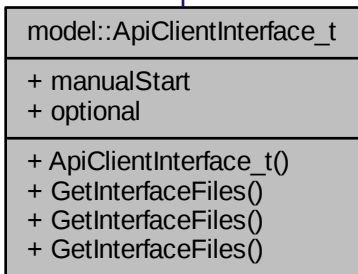 model::ApiClientInterface_t
+ manualStart
+ optional
+ ApiClientInterface_t()
+ GetInterfaceFiles()
+ GetInterfaceFiles()
+ GetInterfaceFiles()